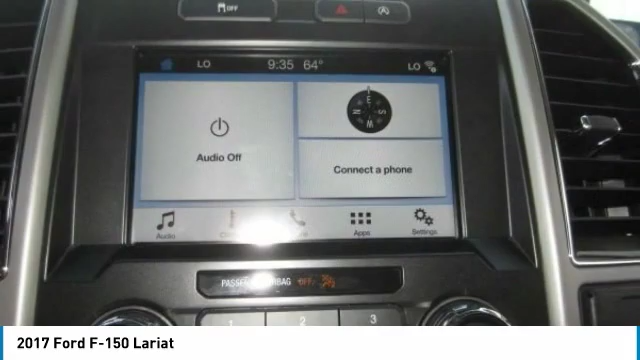 OFF
LO 9:35 64° LO
E
N S
W
Audio Off
Connect a phone
Audio Apps Settings
AIRBAG OFF
1 2 3
2017 Ford F-150 Lariat